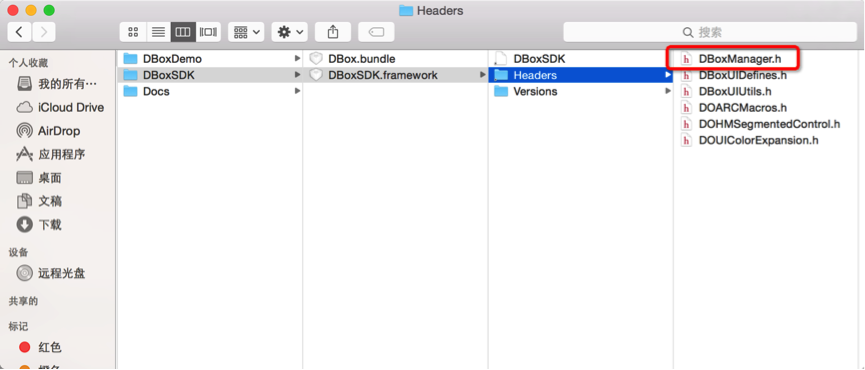 Headers
搜索
个人收藏
我的所有…
iCloud Drive
AirDrop
应用程序
桌面
文稿
下载
设备
远程光盘
共享的
标记
红色
橙色
DBoxDemo
DBoxSDK
Docs
DBox.bundle
DBoxSDK.framework
DBoxSDK
Headers
Versions
h DBoxManager.h
h DBoxUIDefines.h
h DBoxUIUtils.h
h DOARCMacros.h
h DOHMSegmentedControl.h
h DOUIColorExpansion.h